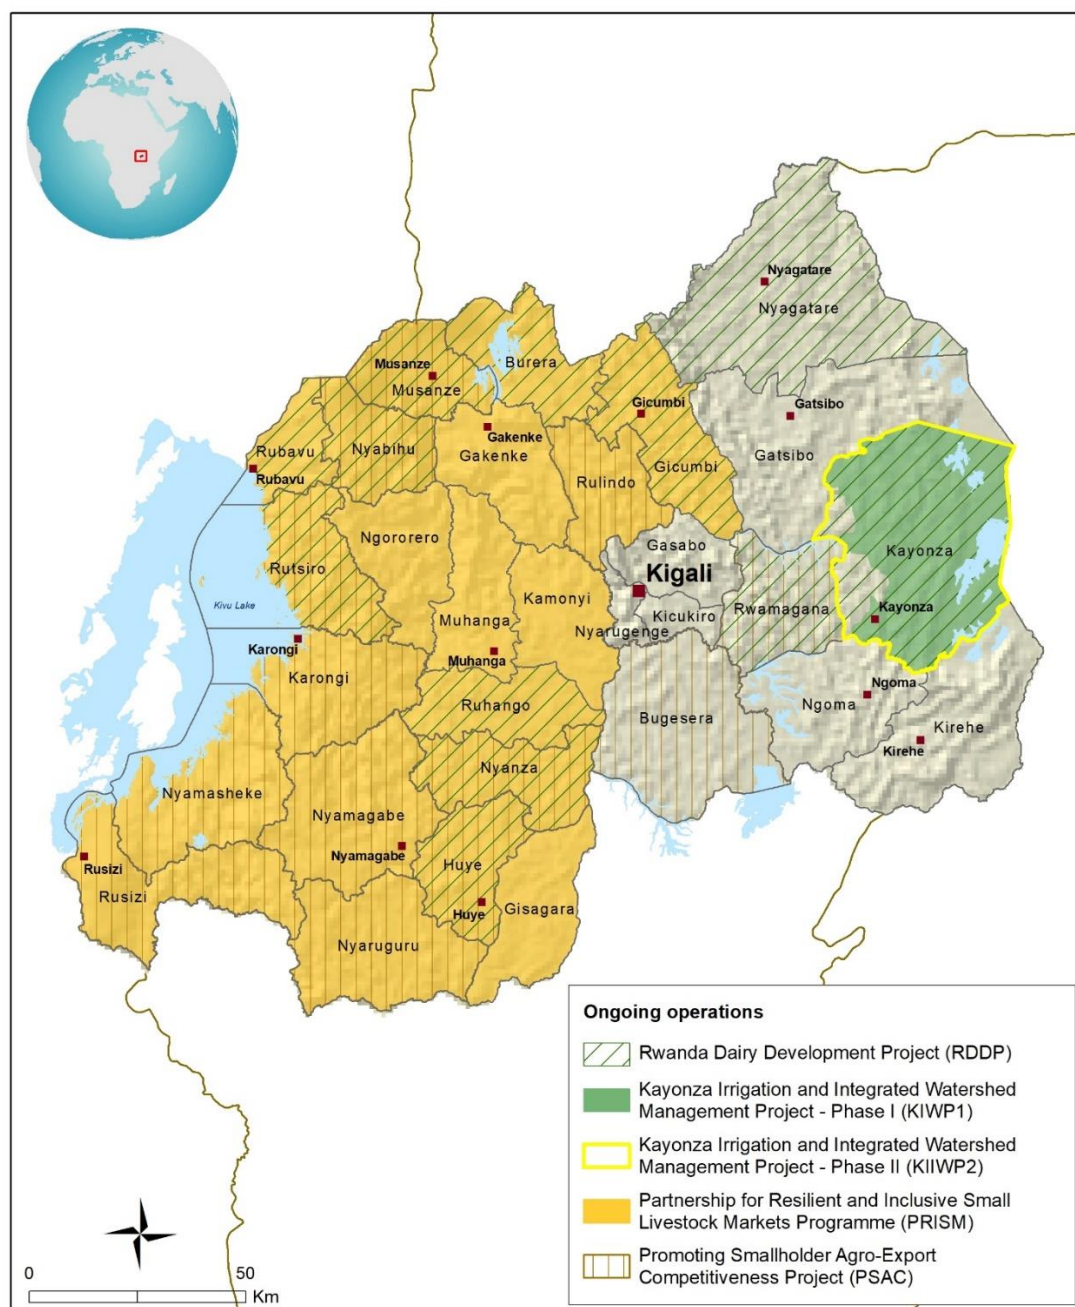 Nyagatare
Nyagatare
Musanze
Musanze
Burera
Gicumbi
Gatsibo
Gakenke
Gakenke
Rubavu
Rubavu
Nyabihu
Gicumbi
Gatsibo
Rulindo
Ngororero
Gasabo
Kayonza
Rutsiro
Kigali
Kamonyi
Kivu Lake
Rwamagana
Kayonza
Kicukiro
Muhanga
Nyarugenge
Karongi
Muhanga
Karongi
Ngoma
Ruhango
Ngoma
Bugesera
Kirehe
Kirehe
Nyanza
Nyamasheke
Nyamagabe
Nyamagabe
Rusizi
Huye
Rusizi
Huye
Gisagara
Nyaruguru
Ongoing operations
Rwanda Dairy Development Project (RDDP)
Kayonza Irrigation and Integrated Watershed
Management Project - Phase I (KIWP1)
Kayonza Irrigation and Integrated Watershed
Management Project - Phase II (KIIWP2)
Partnership for Resilient and Inclusive Small
Livestock Markets Programme (PRISM)
Promoting Smallholder Agro-Export
Competitiveness Project (PSAC)
0 50
Km